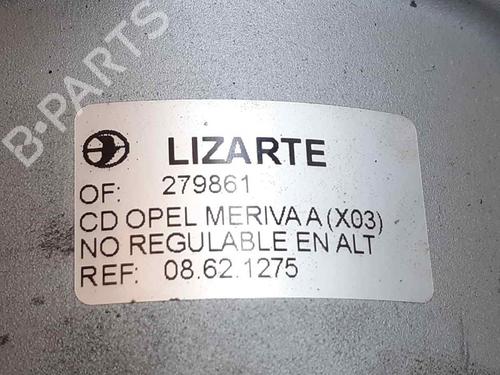 B-PARTS
LIZARTE
OF: 279861
CD OPEL MERIVA A (X03)
NO REGULABLE EN ALT
REF: 08.62.1275